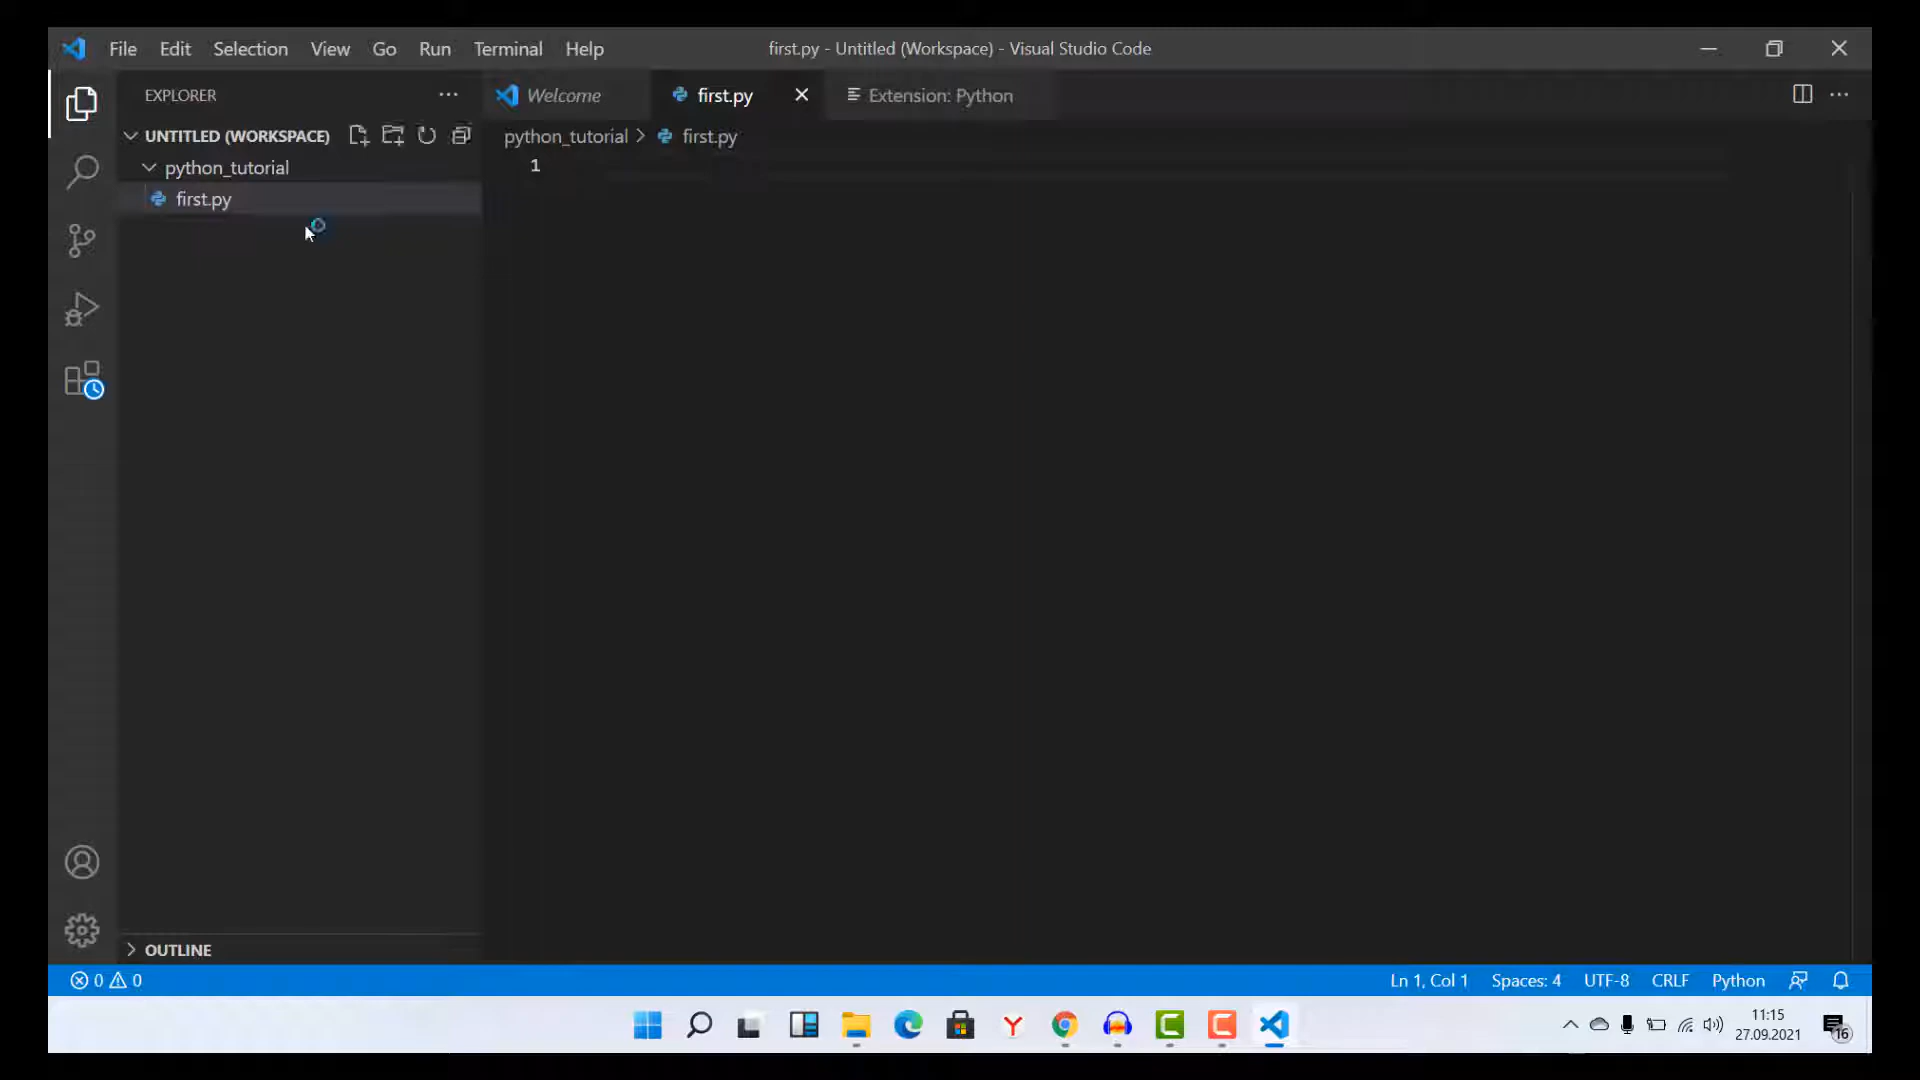 File Edit Selection View Go Run Terminal Help first.py - Untitled (Workspace) - Visual Studio Code
EXPLORER Welcome first.py Extension: Python
UNTITLED (WORKSPACE) python_tutorial first.py
python_tutorial
1
first.py
OUTLINE
0 0 Ln 1, Col 1 Spaces: 4 UTF-8 CRLF Python
11:15
27.09.2021
16